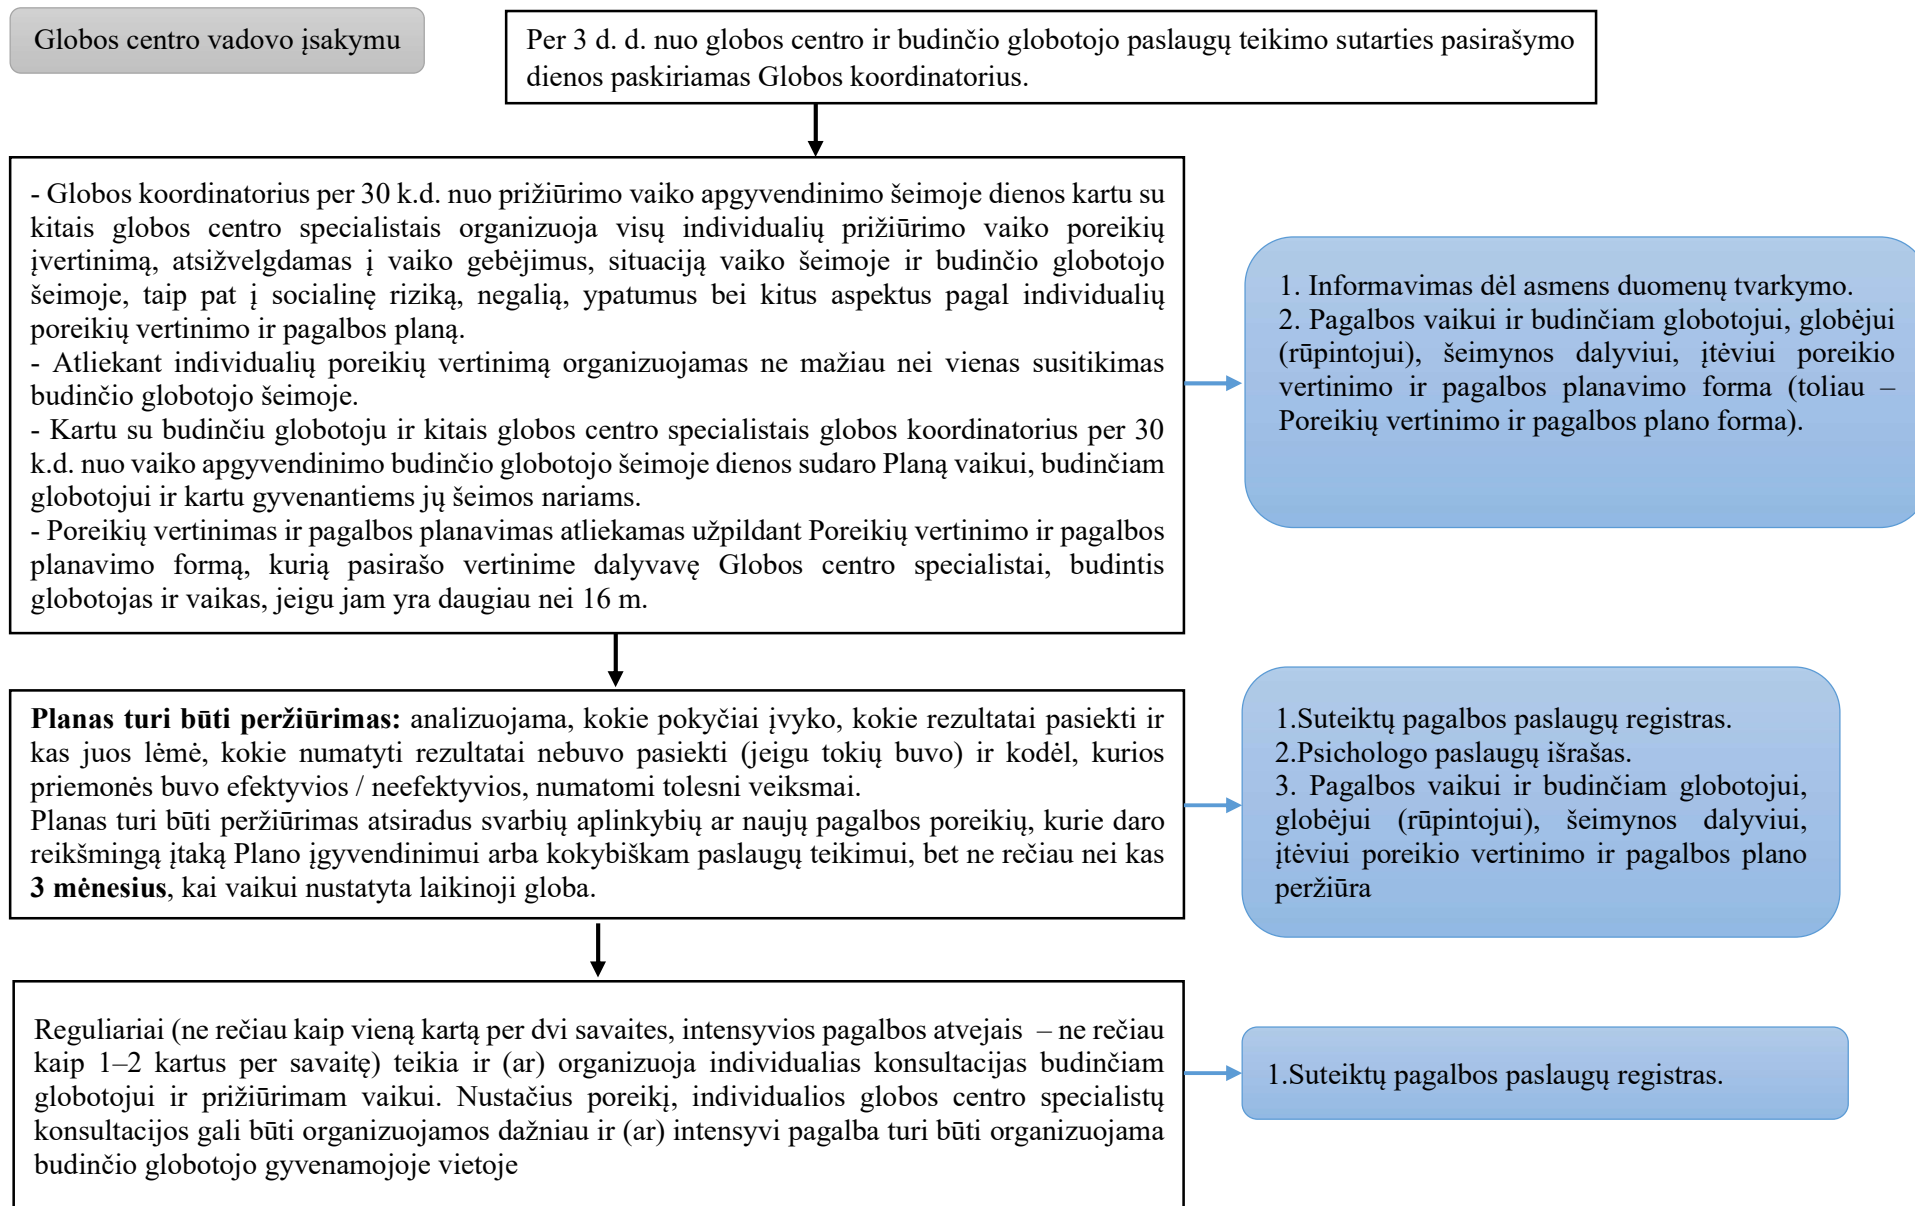 Globos centro vadovo įsakymu
Per 3 d. d. nuo globos centro ir budinčio globotojo paslaugų teikimo sutarties pasirašymo
dienos paskiriamas Globos koordinatorius.
- Globos koordinatorius per 30 k.d. nuo prižiūrimo vaiko apgyvendinimo šeimoje dienos kartu su
kitais globos centro specialistais organizuoja visų individualių prižiūrimo vaiko poreikių
įvertinimą, atsižvelgdamas į vaiko gebėjimus, situaciją vaiko šeimoje ir budinčio globotojo
šeimoje, taip pat į socialinę riziką, negalią, ypatumus bei kitus aspektus pagal individualių
poreikių vertinimo ir pagalbos planą.
- Atliekant individualių poreikių vertinimą organizuojamas ne mažiau nei vienas susitikimas
budinčio globotojo šeimoje.
- Kartu su budinčiu globotoju ir kitais globos centro specialistais globos koordinatorius per 30
k.d. nuo vaiko apgyvendinimo budinčio globotojo šeimoje dienos sudaro Planą vaikui, budinčiam
globotojui ir kartu gyvenantiems jų šeimos nariams.
- Poreikių vertinimas ir pagalbos planavimas atliekamas užpildant Poreikių vertinimo ir pagalbos
planavimo formą, kurią pasirašo vertinime dalyvavę Globos centro specialistai, budintis
globotojas ir vaikas, jeigu jam yra daugiau nei 16 m.
1. Informavimas dėl asmens duomenų tvarkymo.
2. Pagalbos vaikui ir budinčiam globotojui, globėjui
(rūpintojui), šeimynos dalyviui, įtėviui poreikio
vertinimo ir pagalbos planavimo forma (toliau –
Poreikių vertinimo ir pagalbos plano forma).
Planas turi būti peržiūrimas: analizuojama, kokie pokyčiai įvyko, kokie rezultatai pasiekti ir
kas juos lėmė, kokie numatyti rezultatai nebuvo pasiekti (jeigu tokių buvo) ir kodėl, kurios
priemonės buvo efektyvios / neefektyvios, numatomi tolesni veiksmai.
Planas turi būti peržiūrimas atsiradus svarbių aplinkybių ar naujų pagalbos poreikių, kurie daro
reikšmingą įtaką Plano įgyvendinimui arba kokybiškam paslaugų teikimui, bet ne rečiau nei kas
3 mėnesius, kai vaikui nustatyta laikinoji globa.
1.Suteiktų pagalbos paslaugų registras.
2.Psichologo paslaugų išrašas.
3. Pagalbos vaikui ir budinčiam globotojui,
globėjui (rūpintojui), šeimynos dalyviui,
įtėviui poreikio vertinimo ir pagalbos plano
peržiūra
Reguliariai (ne rečiau kaip vieną kartą per dvi savaites, intensyvios pagalbos atvejais – ne rečiau
kaip 1–2 kartus per savaitę) teikia ir (ar) organizuoja individualias konsultacijas budinčiam
globotojui ir prižiūrimam vaikui. Nustačius poreikį, individualios globos centro specialistų
konsultacijos gali būti organizuojamos dažniau ir (ar) intensyvi pagalba turi būti organizuojama
budinčio globotojo gyvenamojoje vietoje
1.Suteiktų pagalbos paslaugų registras.